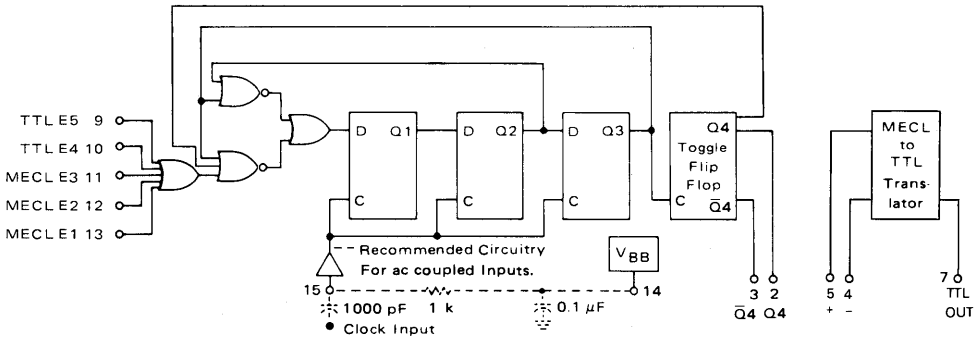 TTL E5 9
TTL E4 10
MECL E3 11
MECL E2 12
MECL E1 13
D Q1
C
D Q2
C
D Q3
C
Q4
Toggle
Flip
Flop
C Q̅4
MECL
to
TTL
Trans-
lator
Recommended Circuitry
For ac coupled Inputs.
VBB
15
1000 pF
1 k
0.1 μF
14
Clock Input
3 2
Q̅4 Q4
5 4
+ –
7
TTL
OUT